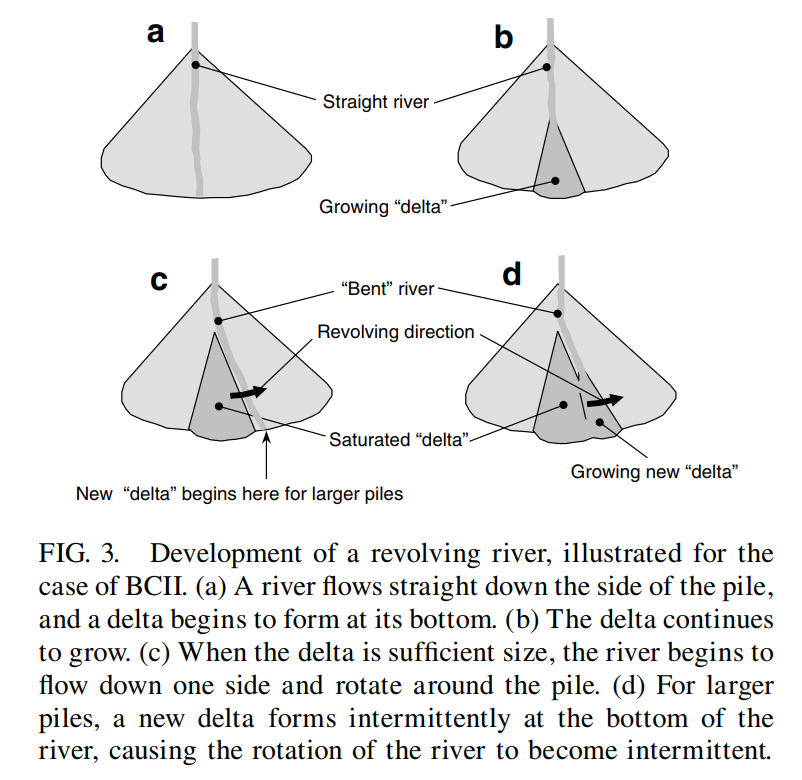 a
b
Straight river
Growing “delta”
c
d
“Bent” river
Revolving direction
Saturated “delta”
Growing new “delta”
New “delta” begins here for larger piles
FIG. 3. Development of a revolving river, illustrated for the
case of BCII. (a) A river flows straight down the side of the pile,
and a delta begins to form at its bottom. (b) The delta continues
to grow. (c) When the delta is sufficient size, the river begins to
flow down one side and rotate around the pile. (d) For larger
piles, a new delta forms intermittently at the bottom of the
river, causing the rotation of the river to become intermittent.